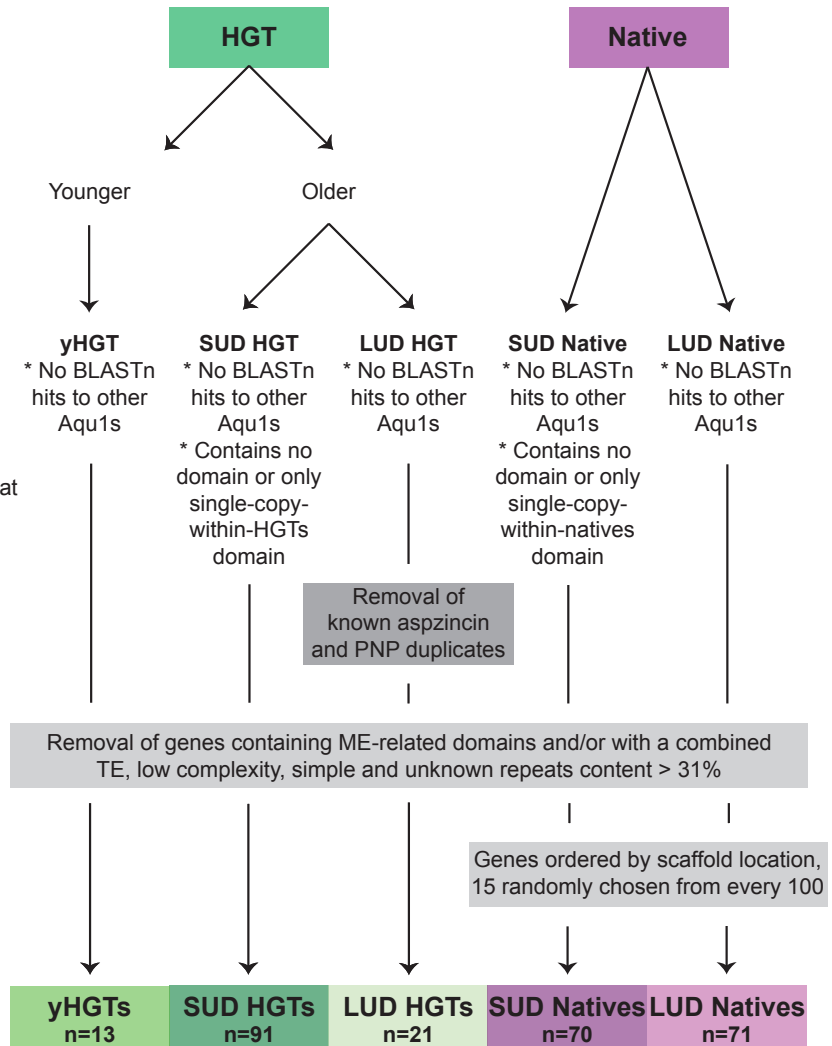 HGT
Native
Younger
Older
yHGT
* No BLASTn
hits to other
Aqu1s
SUD HGT
* No BLASTn
hits to other
Aqu1s
* Contains no
domain or only
single-copy-
within-HGTs
domain
LUD HGT
* No BLASTn
hits to other
Aqu1s
SUD Native
* No BLASTn
hits to other
Aqu1s
* Contains no
domain or only
single-copy-
within-natives
domain
LUD Native
* No BLASTn
hits to other
Aqu1s
at
Removal of
known aspzincin
and PNP duplicates
Removal of genes containing ME-related domains and/or with a combined
TE, low complexity, simple and unknown repeats content > 31%
Genes ordered by scaffold location,
15 randomly chosen from every 100
yHGTs
n=13
SUD HGTs
n=91
LUD HGTs
n=21
SUD Natives
n=70
LUD Natives
n=71